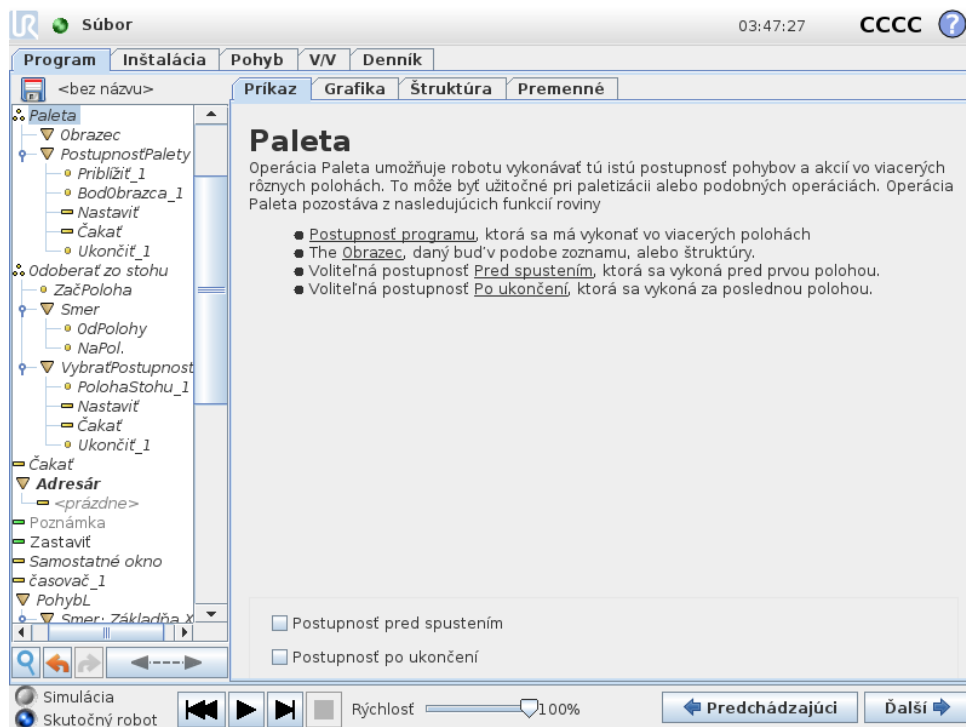 UR Súbor 03:47:27 CCCC ?
Program Inštalácia Pohyb V/V Denník
<bez názvu>
Príkaz Grafika Štruktúra Premenné
Paleta
Obrazec
PostupnosťPalety
Priblížiť_1
BodObrazca_1
Nastaviť
Čakať
Ukončiť_1
Odoberať zo stohu
ZačPoloha
Smer
OdPolohy
NaPol.
VybraťPostupnosť
PolohaStohu_1
Nastaviť
Čakať
Ukončiť_1
Čakať
Adresár
<prázdne>
Poznámka
Zastaviť
Samostatné okno
časovač_1
PohybL
Smer: Základňa X
Paleta
Operácia Paleta umožňuje robotu vykonávať tú istú postupnosť pohybov a akcií vo viacerých
rôznych polohách. To môže byť užitočné pri paletizácii alebo podobných operáciách. Operácia
Paleta pozostáva z nasledujúcich funkcií roviny
Postupnosť programu, ktorá sa má vykonať vo viacerých polohách
The Obrazec, daný buď v podobe zoznamu, alebo štruktúry.
Voliteľná postupnosť Pred spustením, ktorá sa vykoná pred prvou polohou.
Voliteľná postupnosť Po ukončení, ktorá sa vykoná za poslednou polohou.
Postupnosť pred spustením
Postupnosť po ukončení
Simulácia
Skutočný robot
Rýchlosť 100%
Predchádzajúci Ďalší